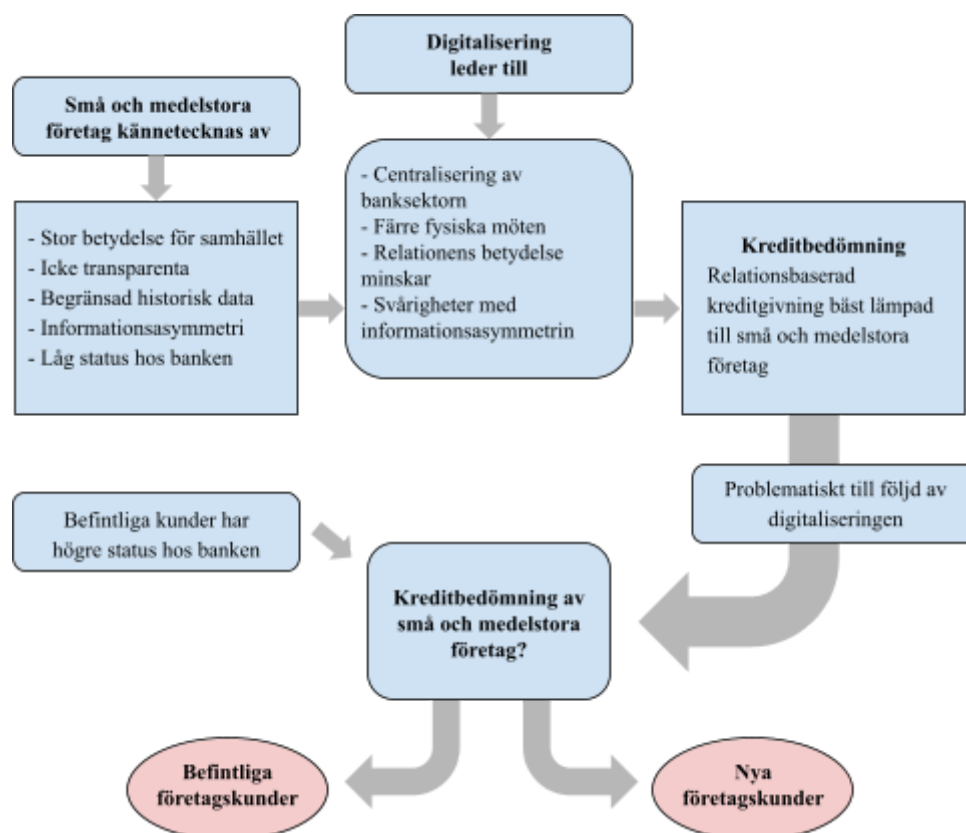 Digitalisering
leder till
Små och medelstora
företag kännetecknas av
- Stor betydelse för samhället
- Icke transparenta
- Begränsad historisk data
- Informationsasymmetri
- Låg status hos banken
- Centralisering av
banksektorn
- Färre fysiska möten
- Relationens betydelse
minskar
- Svårigheter med
informationsasymmetrin
Kreditbedömning
Relationsbaserad
kreditgivning bäst lämpad
till små och medelstora
företag
Problematiskt till följd av
digitaliseringen
Befintliga kunder har
högre status hos banken
Kreditbedömning av
små och medelstora
företag?
Befintliga
företagskunder
Nya
företagskunder